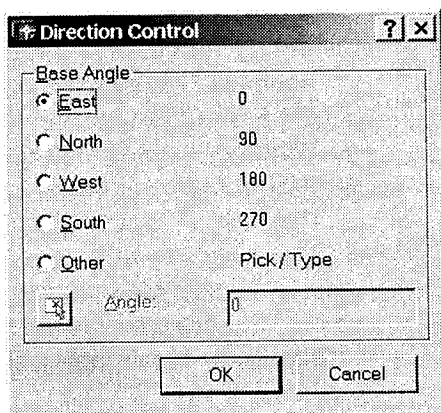 Direction Control
Base Angle
East 0
North 90
West 180
South 270
Other Pick / Type
Angle: 0
OK Cancel